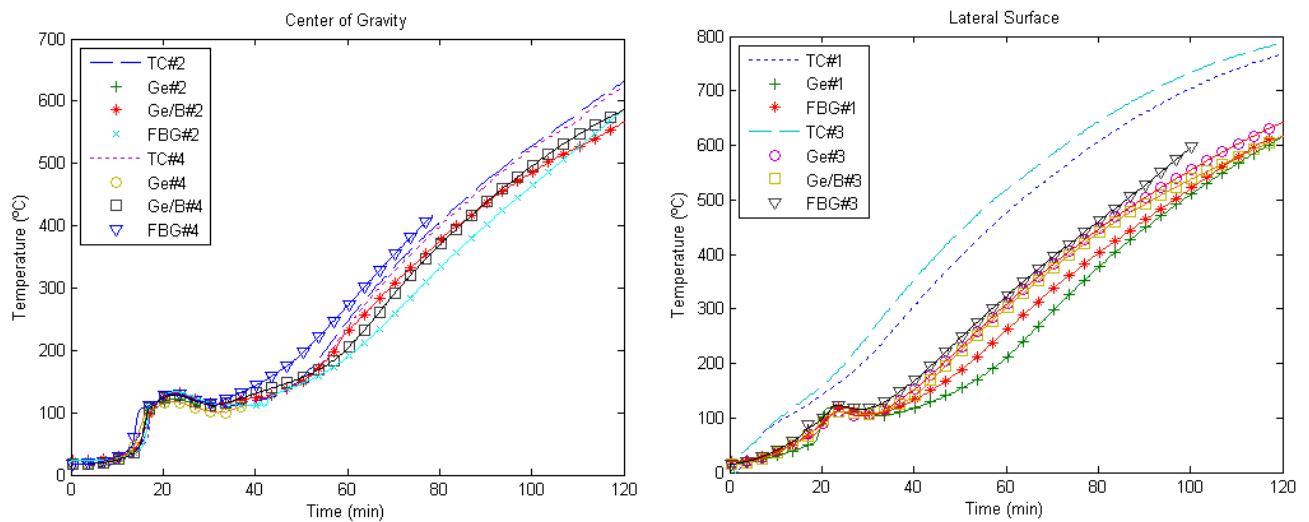 Center of Gravity
700
600
500
400
300
200
100
0
Temperature (ºC)
TC#2
Ge#2
Ge/B#2
FBG#2
TC#4
Ge#4
Ge/B#4
FBG#4
0 20 40 60 80 100 120
Time (min)
Lateral Surface
800
700
600
500
400
300
200
100
0
Temperature (ºC)
TC#1
Ge#1
FBG#1
TC#3
Ge#3
Ge/B#3
FBG#3
0 20 40 60 80 100 120
Time (min)